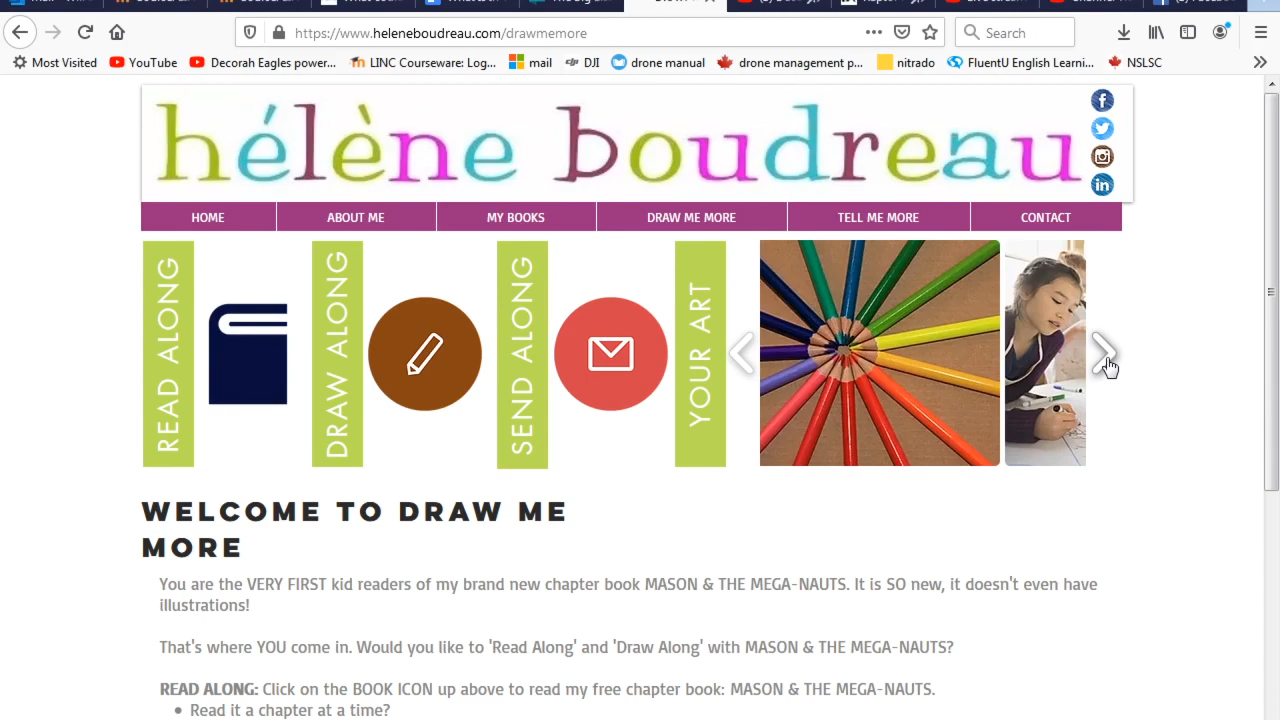 https://www.heleneboudreau.com/drawmemore
Search
Most Visited YouTube Decorah Eagles power... LINC Courseware: Log... mail DJI drone manual drone management p... nitrado FluentU English Learni... NSLSC
hélène boudreau
HOME ABOUT ME MY BOOKS DRAW ME MORE TELL ME MORE CONTACT
READ ALONG
DRAW ALONG
SEND ALONG
YOUR ART
WELCOME TO DRAW ME
MORE
You are the VERY FIRST kid readers of my brand new chapter book MASON & THE MEGA-NAUTS. It is SO new, it doesn't even have
illustrations!
That's where YOU come in. Would you like to 'Read Along' and 'Draw Along' with MASON & THE MEGA-NAUTS?
READ ALONG: Click on the BOOK ICON up above to read my free chapter book: MASON & THE MEGA-NAUTS.
• Read it a chapter at a time?